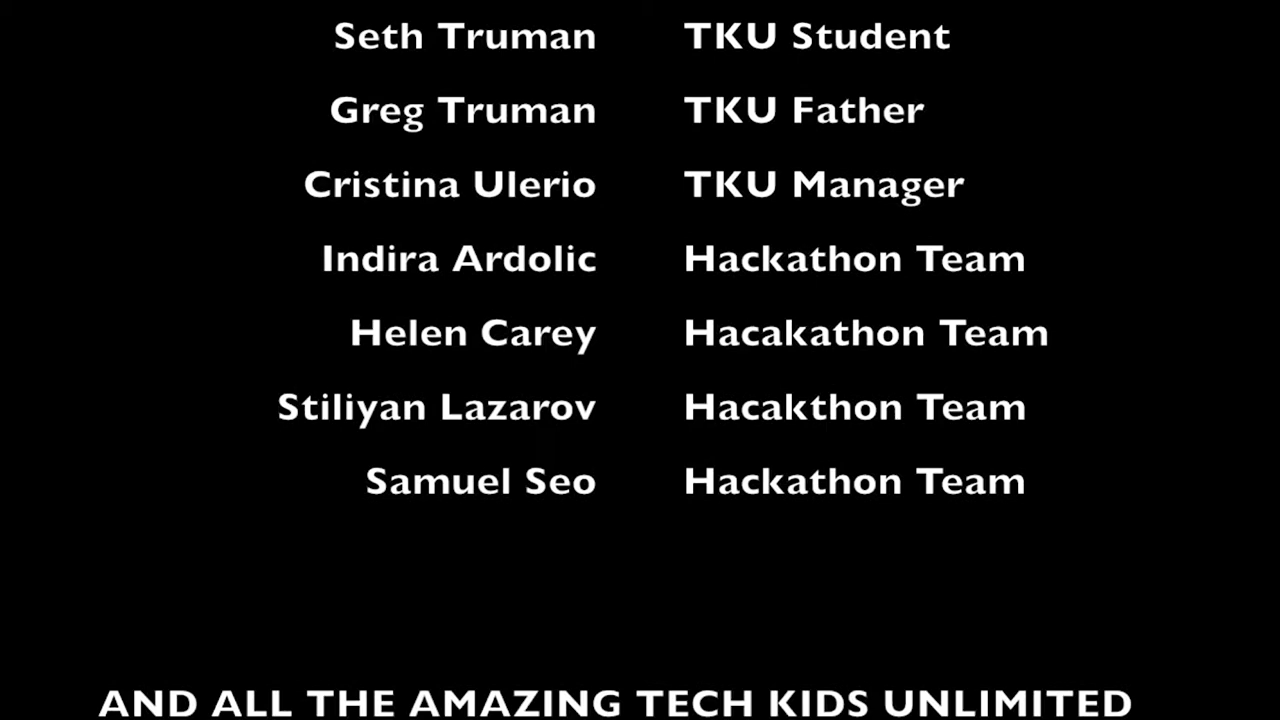 Seth Truman TKU Student
Greg Truman TKU Father
Cristina Ulerio TKU Manager
Indira Ardolic Hackathon Team
Helen Carey Hacakathon Team
Stiliyan Lazarov Hacakthon Team
Samuel Seo Hackathon Team
AND ALL THE AMAZING TECH KIDS UNLIMITED